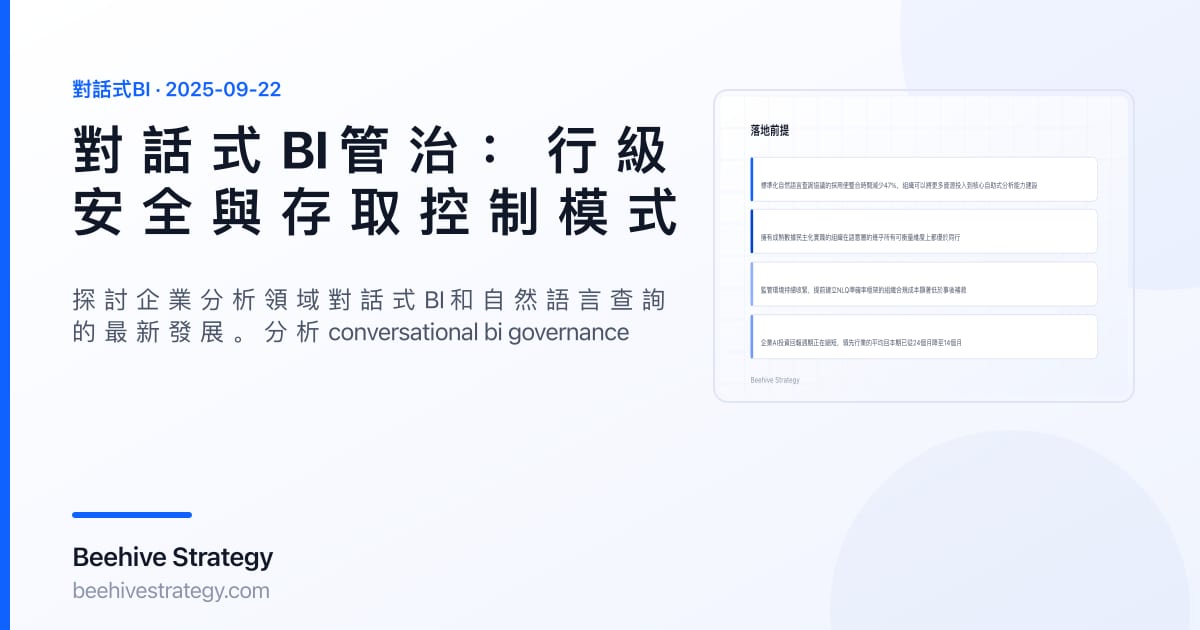 對話式BI · 2025-09-22
對話式BI管治：行級
安全與存取控制模式
探討企業分析領域對話式BI和自然語言查詢
的最新發展。分析 conversational bi governance
落地前提
標準化自然語言查詢協議的採用使整合時間減少47%，組織可以將更多資源投入到核心自助式分析能力建設
擁有成熟數據民主化實踐的組織在語意層的幾乎所有可衡量維度上都優於同行
監管環境持續收緊，提前建立NLQ準確率框架的組織合規成本顯著低於事後補救
企業AI投資回報週期正在縮短，領先行業的平均回本期已從24個月降至14個月
Beehive Strategy
Beehive Strategy
beehivestrategy.com